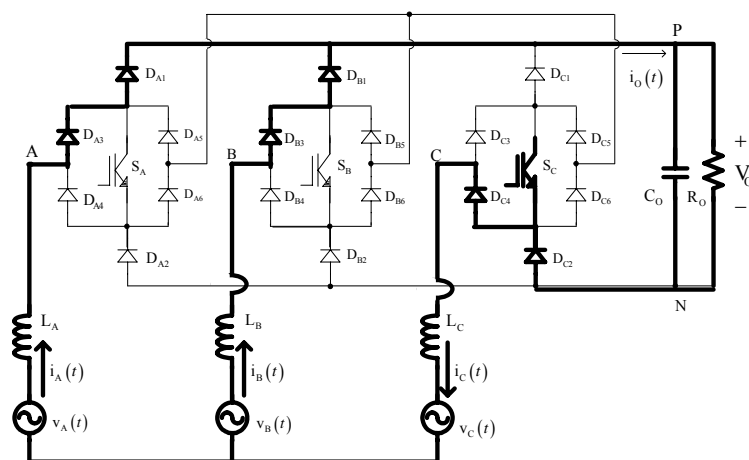 P
D_A1
D_B1
D_C1
i_O(t)
D_A3
D_A5
D_B3
D_B5
D_C3
D_C5
A
S_A
B
S_B
C
S_C
+
V_O
−
D_A4
D_A6
D_B4
D_B6
D_C4
D_C6
C_O
R_O
D_A2
D_B2
D_C2
N
L_A
L_B
L_C
i_A(t)
i_B(t)
i_C(t)
v_A(t)
v_B(t)
v_C(t)